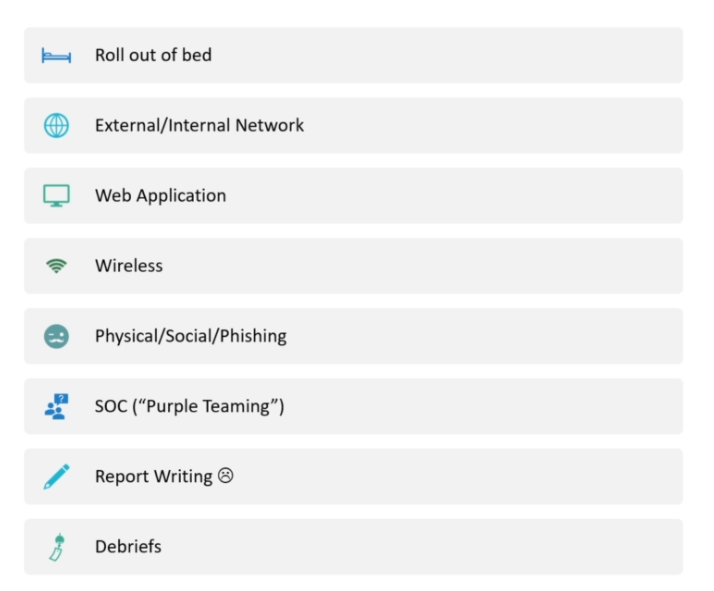 Roll out of bed
External/Internal Network
Web Application
Wireless
Physical/Social/Phishing
?
SOC (“Purple Teaming”)
Report Writing ☹
Debriefs